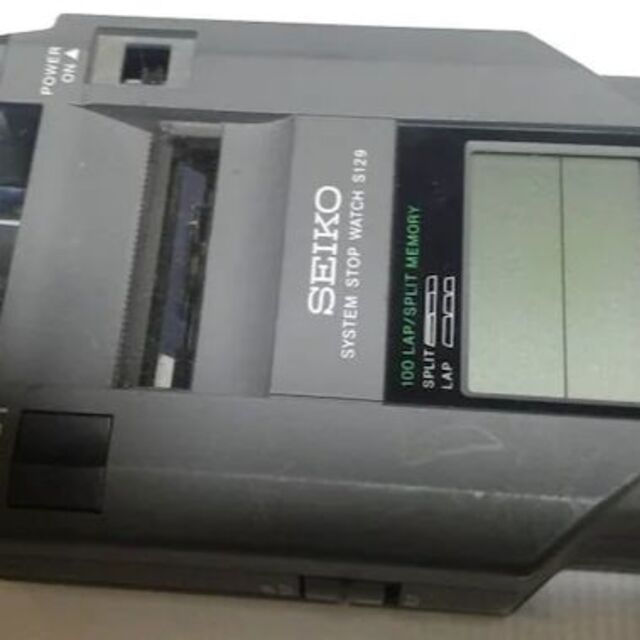 POWER
ON ▲
SEIKO
SYSTEM STOP WATCH S129
100 LAP/SPLIT MEMORY
SPLIT
LAP